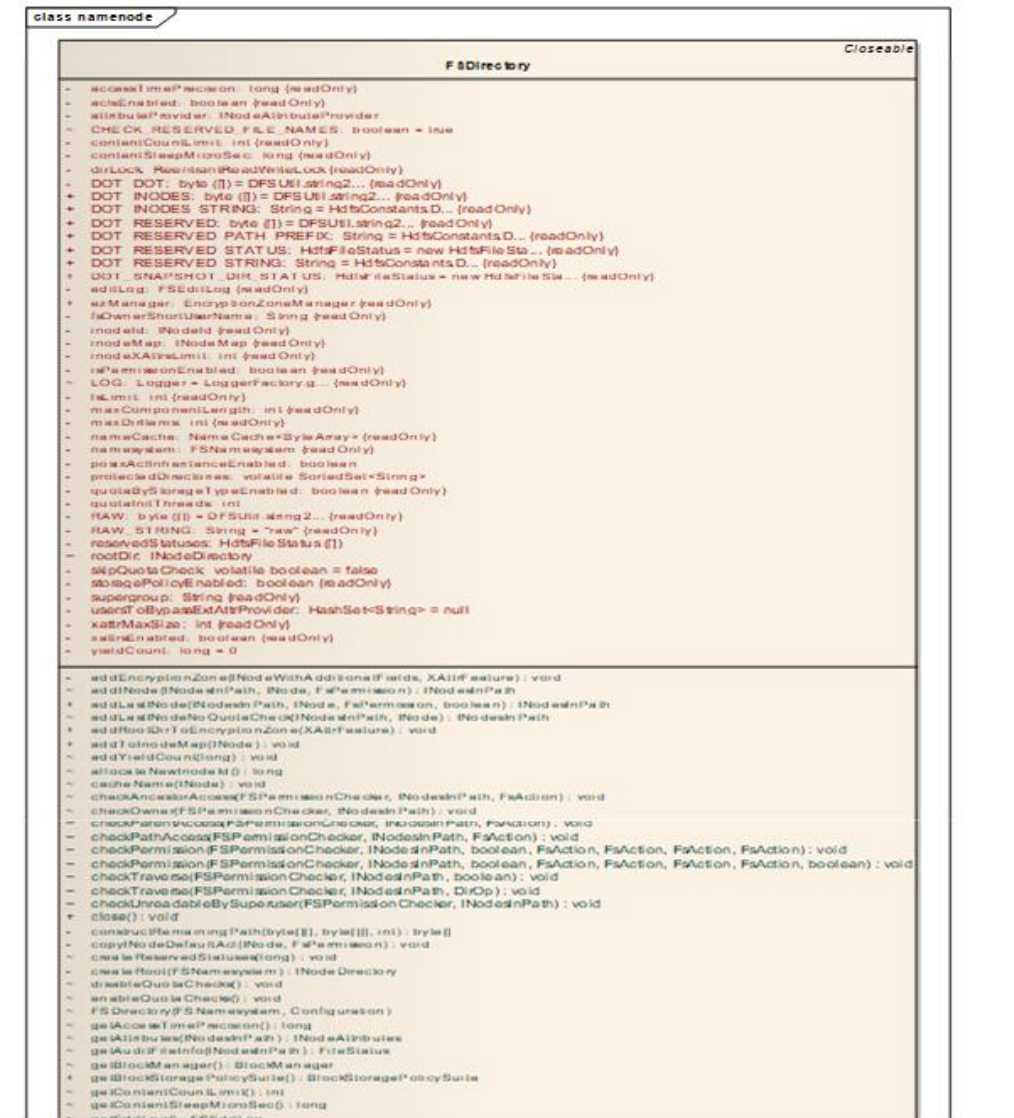 class namenode
Closeable
FSDirectory
- accessTimePrecision: long {readOnly}
- aclsEnabled: boolean {readOnly}
- attributeProvider: INodeAttributeProvider
~ CHECK_RESERVED_FILE_NAMES: boolean = true
- contentCountLimit: int {readOnly}
- contentSleepMicroSec: long {readOnly}
- dirLock: ReentrantReadWriteLock {readOnly}
- DOT_DOT: byte ([]) = DFSUtil.string2... {readOnly}
+ DOT_INODES: byte ([]) = DFSUtil.string2... {readOnly}
+ DOT_INODES_STRING: String = HdfsConstants.D... {readOnly}
+ DOT_RESERVED: byte ([]) = DFSUtil.string2... {readOnly}
+ DOT_RESERVED_PATH_PREFIX: String = HdfsConstants.D... {readOnly}
+ DOT_RESERVED_STATUS: HdfsFileStatus = new HdfsFileSta... {readOnly}
+ DOT_RESERVED_STRING: String = HdfsConstants.D... {readOnly}
+ DOT_SNAPSHOT_DIR_STATUS: HdfsFileStatus = new HdfsFileSta... {readOnly}
- editLog: FSEditLog {readOnly}
+ ezManager: EncryptionZoneManager {readOnly}
- fsOwnerShortUserName: String {readOnly}
- inodeId: INodeId {readOnly}
- inodeMap: INodeMap {readOnly}
- inodeXAttrsLimit: int {readOnly}
- isPermissionEnabled: boolean {readOnly}
~ LOG: Logger = LoggerFactory.g... {readOnly}
- lsLimit: int {readOnly}
- maxComponentLength: int {readOnly}
- maxDirItems: int {readOnly}
- nameCache: NameCache<ByteArray> {readOnly}
- namesystem: FSNamesystem {readOnly}
- posixAclInheritanceEnabled: boolean
- protectedDirectories: volatile SortedSet<String>
- quotaByStorageTypeEnabled: boolean {readOnly}
- quotaInitThreads: int
- RAW: byte ([]) = DFSUtil.string2... {readOnly}
- RAW_STRING: String = "raw" {readOnly}
- reservedStatuses: HdfsFileStatus ([])
~ rootDir: INodeDirectory
- skipQuotaCheck: volatile boolean = false
- storagePolicyEnabled: boolean {readOnly}
- supergroup: String {readOnly}
- usersToBypassExtAttrProvider: HashSet<String> = null
- xattrMaxSize: int {readOnly}
- xattrsEnabled: boolean {readOnly}
- yieldCount: long = 0
- addEncryptionZone(INodeWithAdditionalFields, XAttrFeature) : void
~ addINode(INodesInPath, INode, FsPermission) : INodesInPath
+ addLastINode(INodesInPath, INode, FsPermission, boolean) : INodesInPath
~ addLastINodeNoQuotaCheck(INodesInPath, INode) : INodesInPath
+ addRootDirToEncryptionZone(XAttrFeature) : void
+ addToInodeMap(INode) : void
~ addYieldCount(long) : void
~ allocateNewInodeId() : long
~ cacheName(INode) : void
~ checkAncestorAccess(FSPermissionChecker, INodesInPath, FsAction) : void
~ checkOwner(FSPermissionChecker, INodesInPath) : void
~ checkParentAccess(FSPermissionChecker, INodesInPath, FsAction) : void
~ checkPathAccess(FSPermissionChecker, INodesInPath, FsAction) : void
~ checkPermission(FSPermissionChecker, INodesInPath, boolean, FsAction, FsAction, FsAction, FsAction) : void
~ checkPermission(FSPermissionChecker, INodesInPath, boolean, FsAction, FsAction, FsAction, FsAction, boolean) : void
~ checkTraverse(FSPermissionChecker, INodesInPath, boolean) : void
~ checkTraverse(FSPermissionChecker, INodesInPath, DirOp) : void
~ checkUnreadableBySuperuser(FSPermissionChecker, INodesInPath) : void
+ close() : void
- constructRemainingPath(byte[][], byte[][], int) : byte[][]
- copyINodeDefaultAcl(INode, FsPermission) : void
~ createReservedStatuses(long) : void
- createRoot(FSNamesystem) : INodeDirectory
~ disableQuotaChecks() : void
~ enableQuotaChecks() : void
~ FSDirectory(FSNamesystem, Configuration)
~ getAccessTimePrecision() : long
~ getAttributes(INodesInPath) : INodeAttributes
~ getAuditFileInfo(INodesInPath) : FileStatus
~ getBlockManager() : BlockManager
+ getBlockStoragePolicySuite() : BlockStoragePolicySuite
~ getContentCountLimit() : int
~ getContentSleepMicroSec() : long